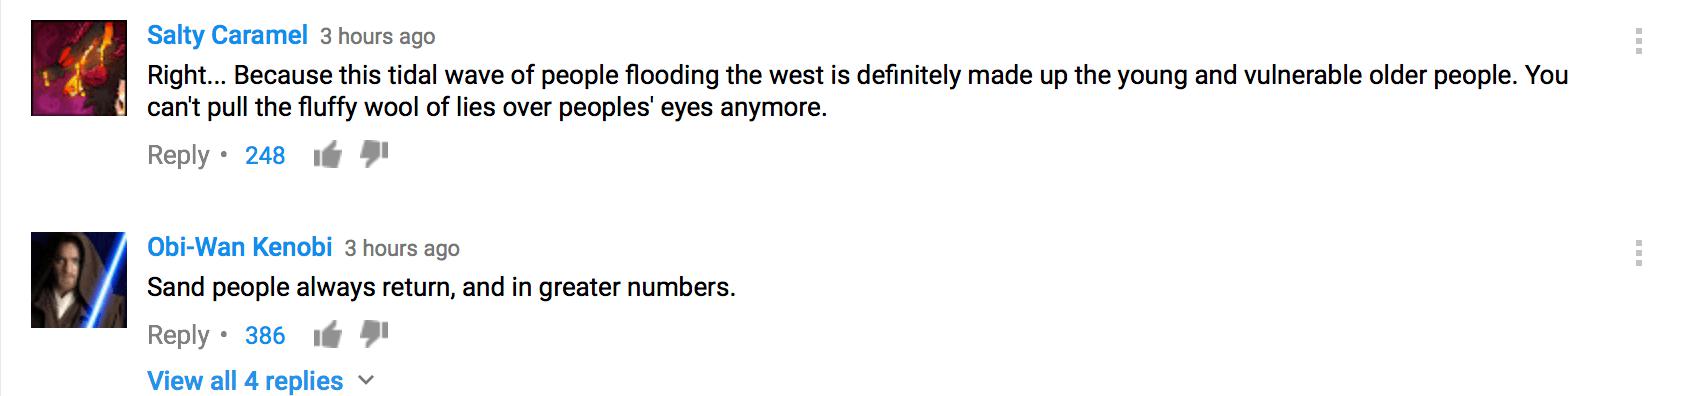 Salty Caramel 3 hours ago
Right... Because this tidal wave of people flooding the west is definitely made up the young and vulnerable older people. You
can't pull the fluffy wool of lies over peoples' eyes anymore.
Reply • 248
Obi-Wan Kenobi 3 hours ago
Sand people always return, and in greater numbers.
Reply • 386
View all 4 replies